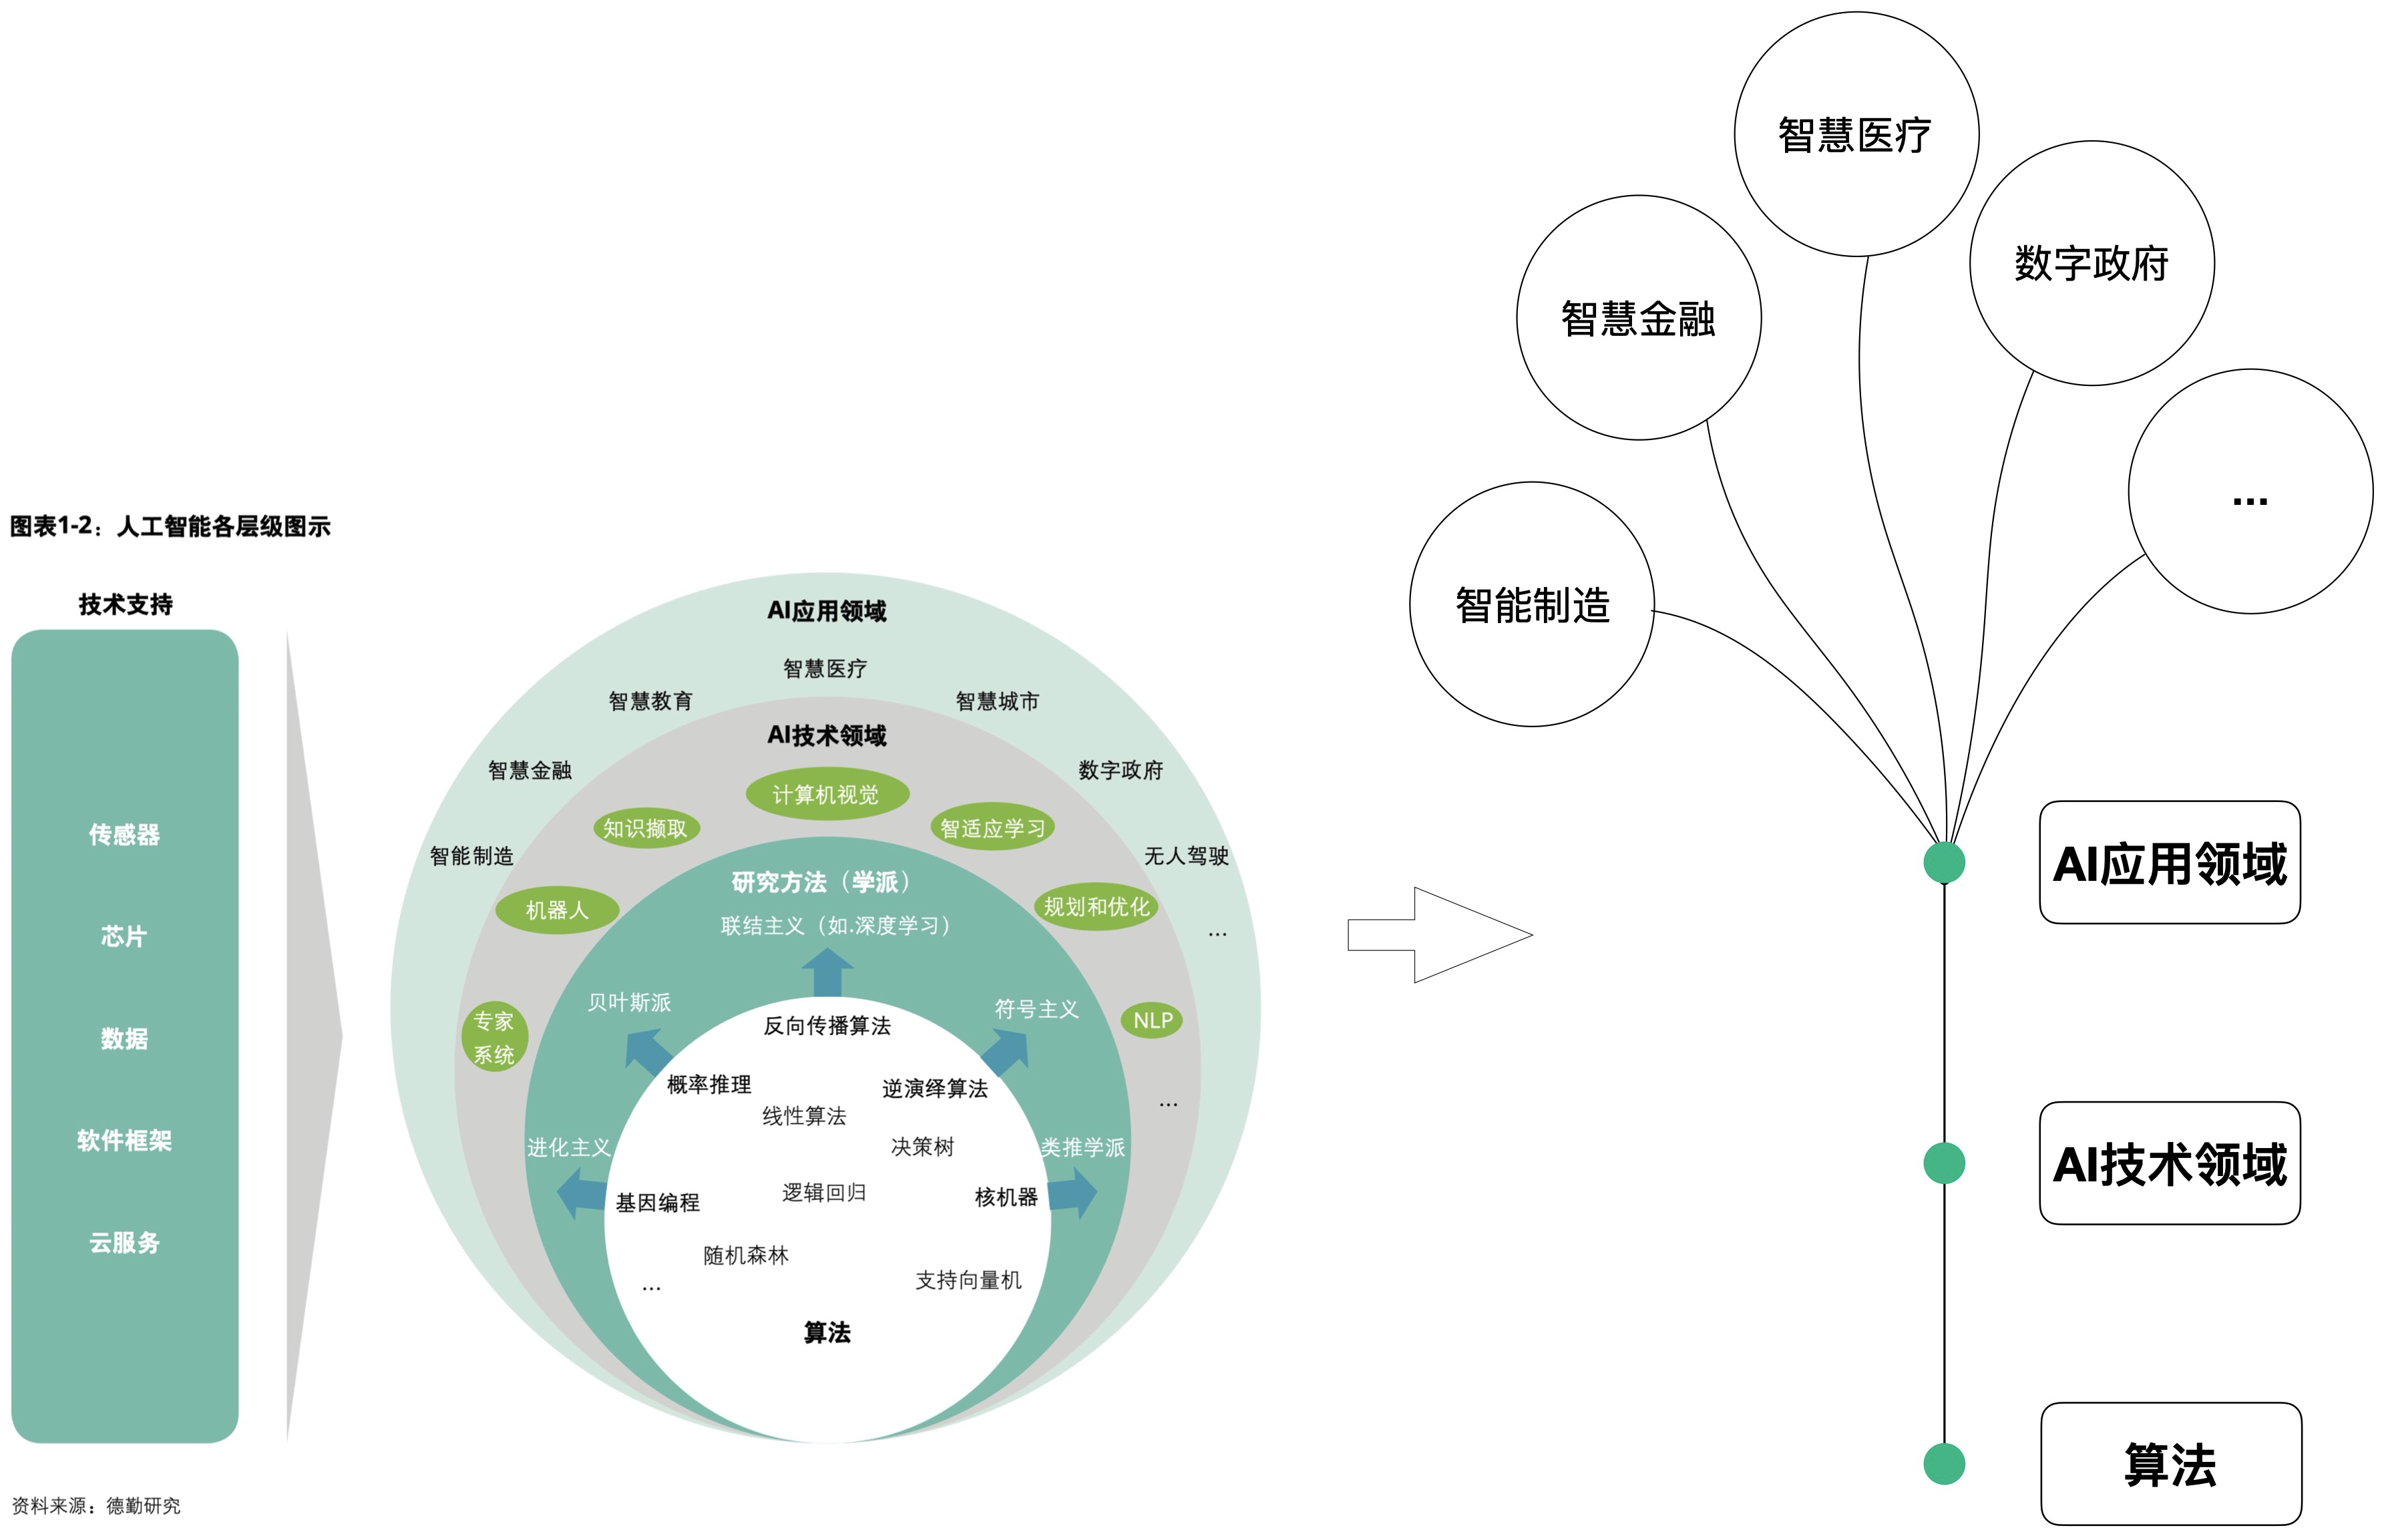 图表1-2：人工智能各层级图示
技术支持
传感器
芯片
数据
软件框架
云服务
AI应用领域
智慧医疗
智慧教育
智慧城市
智慧金融
数字政府
智能制造
无人驾驶
...
AI技术领域
计算机视觉
知识撷取
智适应学习
机器人
规划和优化
专家
系统
NLP
...
研究方法（学派）
联结主义（如.深度学习）
贝叶斯派
符号主义
进化主义
类推学派
反向传播算法
概率推理
逆演绎算法
线性算法
决策树
逻辑回归
基因编程
核机器
随机森林
支持向量机
...
算法
资料来源：德勤研究
智慧医疗
数字政府
智慧金融
...
智能制造
AI应用领域
AI技术领域
算法